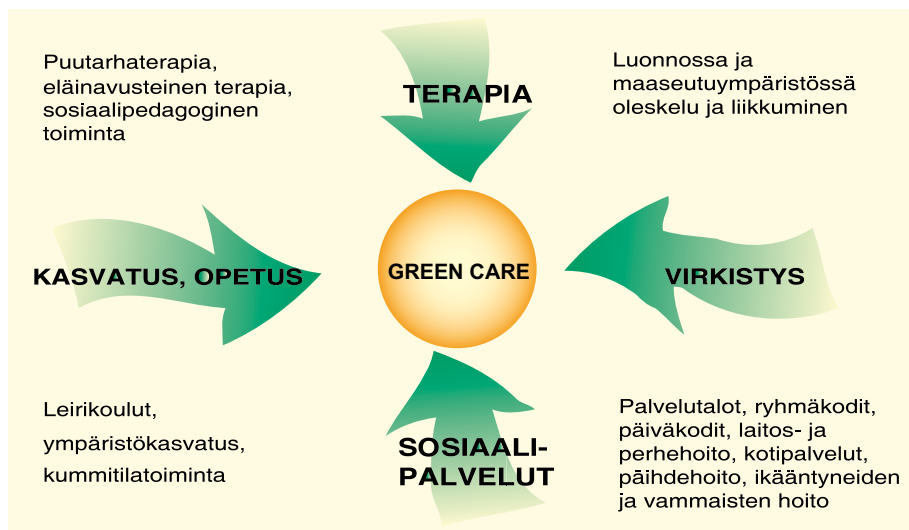 Puutarhaterapia,
eläinavusteinen terapia,
sosiaalipedagoginen
toiminta
TERAPIA
Luonnossa ja
maaseutuympäristössä
oleskelu ja liikkuminen
KASVATUS, OPETUS
GREEN CARE
VIRKISTYS
Leirikoulut,
ympäristökasvatus,
kummitilatoiminta
SOSIAALI-
PALVELUT
Palvelutalot, ryhmäkodit,
päiväkodit, laitos- ja
perhehoito, kotipalvelut,
päihdehoito, ikääntyneiden
ja vammaisten hoito